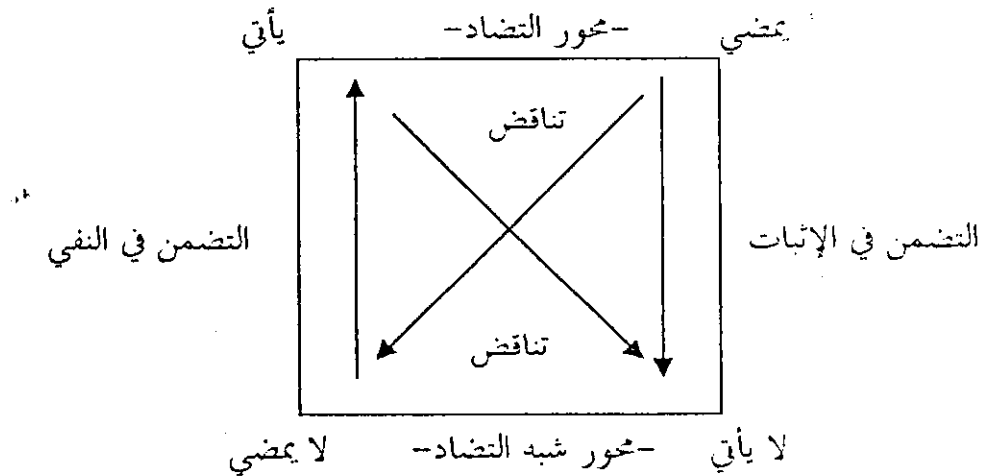 يمضي -محور التضاد- يأتي
تناقض
التضمن في الإثبات التضمن في النفي
تناقض
لا يأتي -محور شبه التضاد- لا يمضي